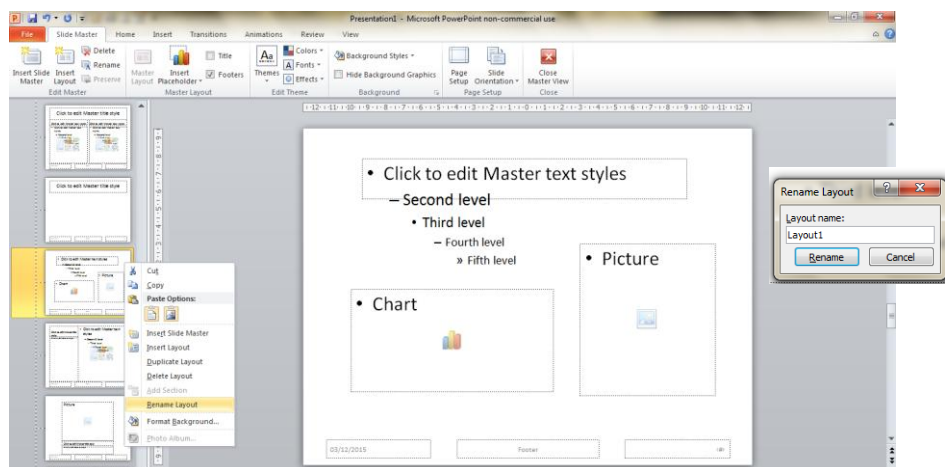 Presentation1 - Microsoft PowerPoint non-commercial use
File Slide Master Home Insert Transitions Animations Review View
Insert Slide Master
Insert Layout
Delete
Rename
Preserve
Edit Master
Master Layout
Insert Placeholder
Title
Footers
Master Layout
Themes
Colors
Fonts
Effects
Edit Theme
Background Styles
Hide Background Graphics
Background
Page Setup
Slide Orientation
Page Setup
Close Master View
Close
Click to edit Master title style
Click to edit Master title style
• Click to edit Master text styles
– Second level
• Third level
– Fourth level
» Fifth level
• Picture
• Chart
03/12/2015
Footer
‹#›
Cut
Copy
Paste Options:
Insert Slide Master
Insert Layout
Duplicate Layout
Delete Layout
Add Section
Rename Layout
Format Background...
Photo Album...
Rename Layout
Layout name:
Layout1
Rename Cancel